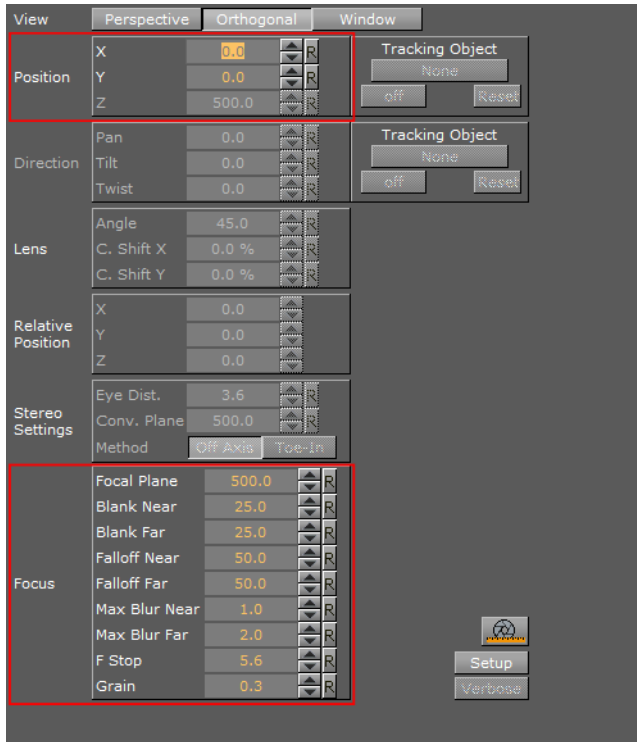 View Perspective Orthogonal Window
Position
X 0.0 R
Y 0.0 R
Z 500.0 R
Tracking Object
None
off Reset
Direction
Pan 0.0 R
Tilt 0.0 R
Twist 0.0 R
Tracking Object
None
off Reset
Lens
Angle 45.0 R
C. Shift X 0.0 % R
C. Shift Y 0.0 % R
Relative
Position
X 0.0
Y 0.0
Z 0.0
Stereo
Settings
Eye Dist. 3.6 R
Conv. Plane 500.0 R
Method Off Axis Toe-In
Focus
Focal Plane 500.0 R
Blank Near 25.0 R
Blank Far 25.0 R
Falloff Near 50.0 R
Falloff Far 50.0 R
Max Blur Near 1.0 R
Max Blur Far 2.0 R
F Stop 5.6 R
Grain 0.3 R
Setup
Verbose